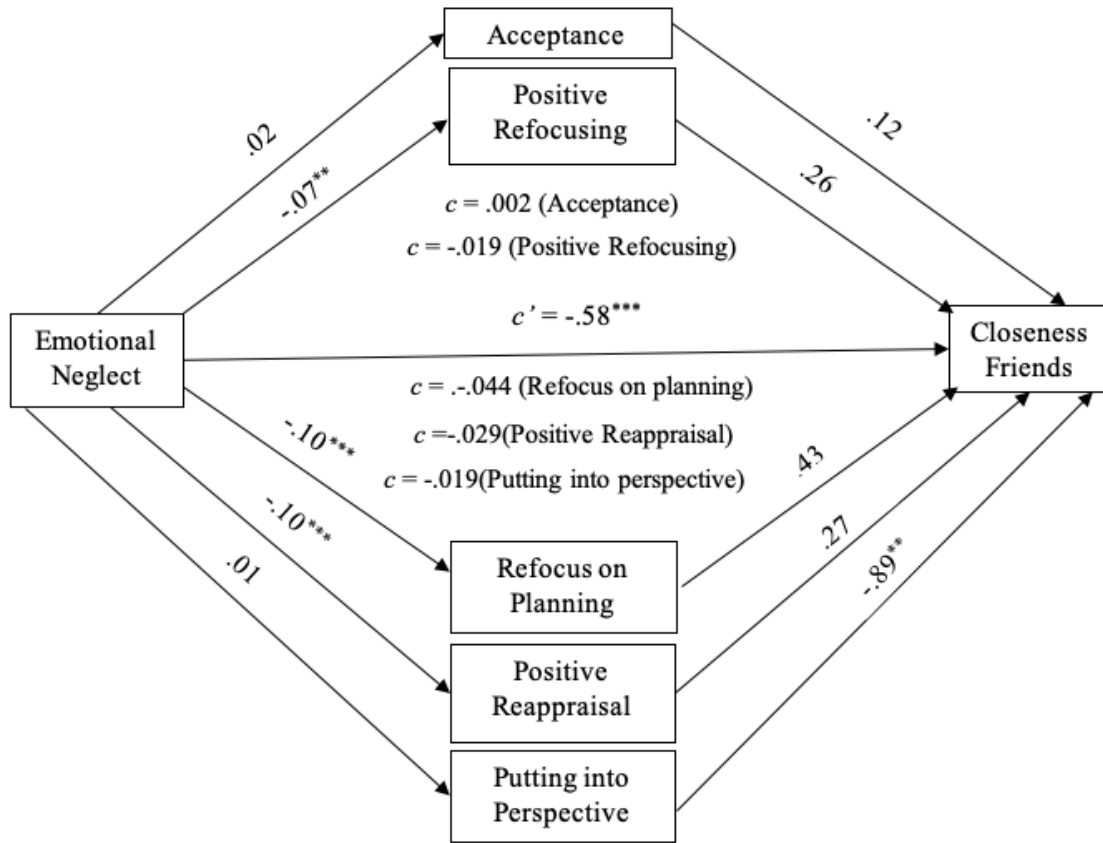 Acceptance
Positive
Refocusing
.02
-.07**
.12
.26
c = .002 (Acceptance)
c = -.019 (Positive Refocusing)
c’ = -.58***
Emotional
Neglect
Closeness
Friends
c = .-.044 (Refocus on planning)
c =-.029(Positive Reappraisal)
c = -.019(Putting into perspective)
-.10***
-.10***
.01
.43
.27
-.89**
Refocus on
Planning
Positive
Reappraisal
Putting into
Perspective